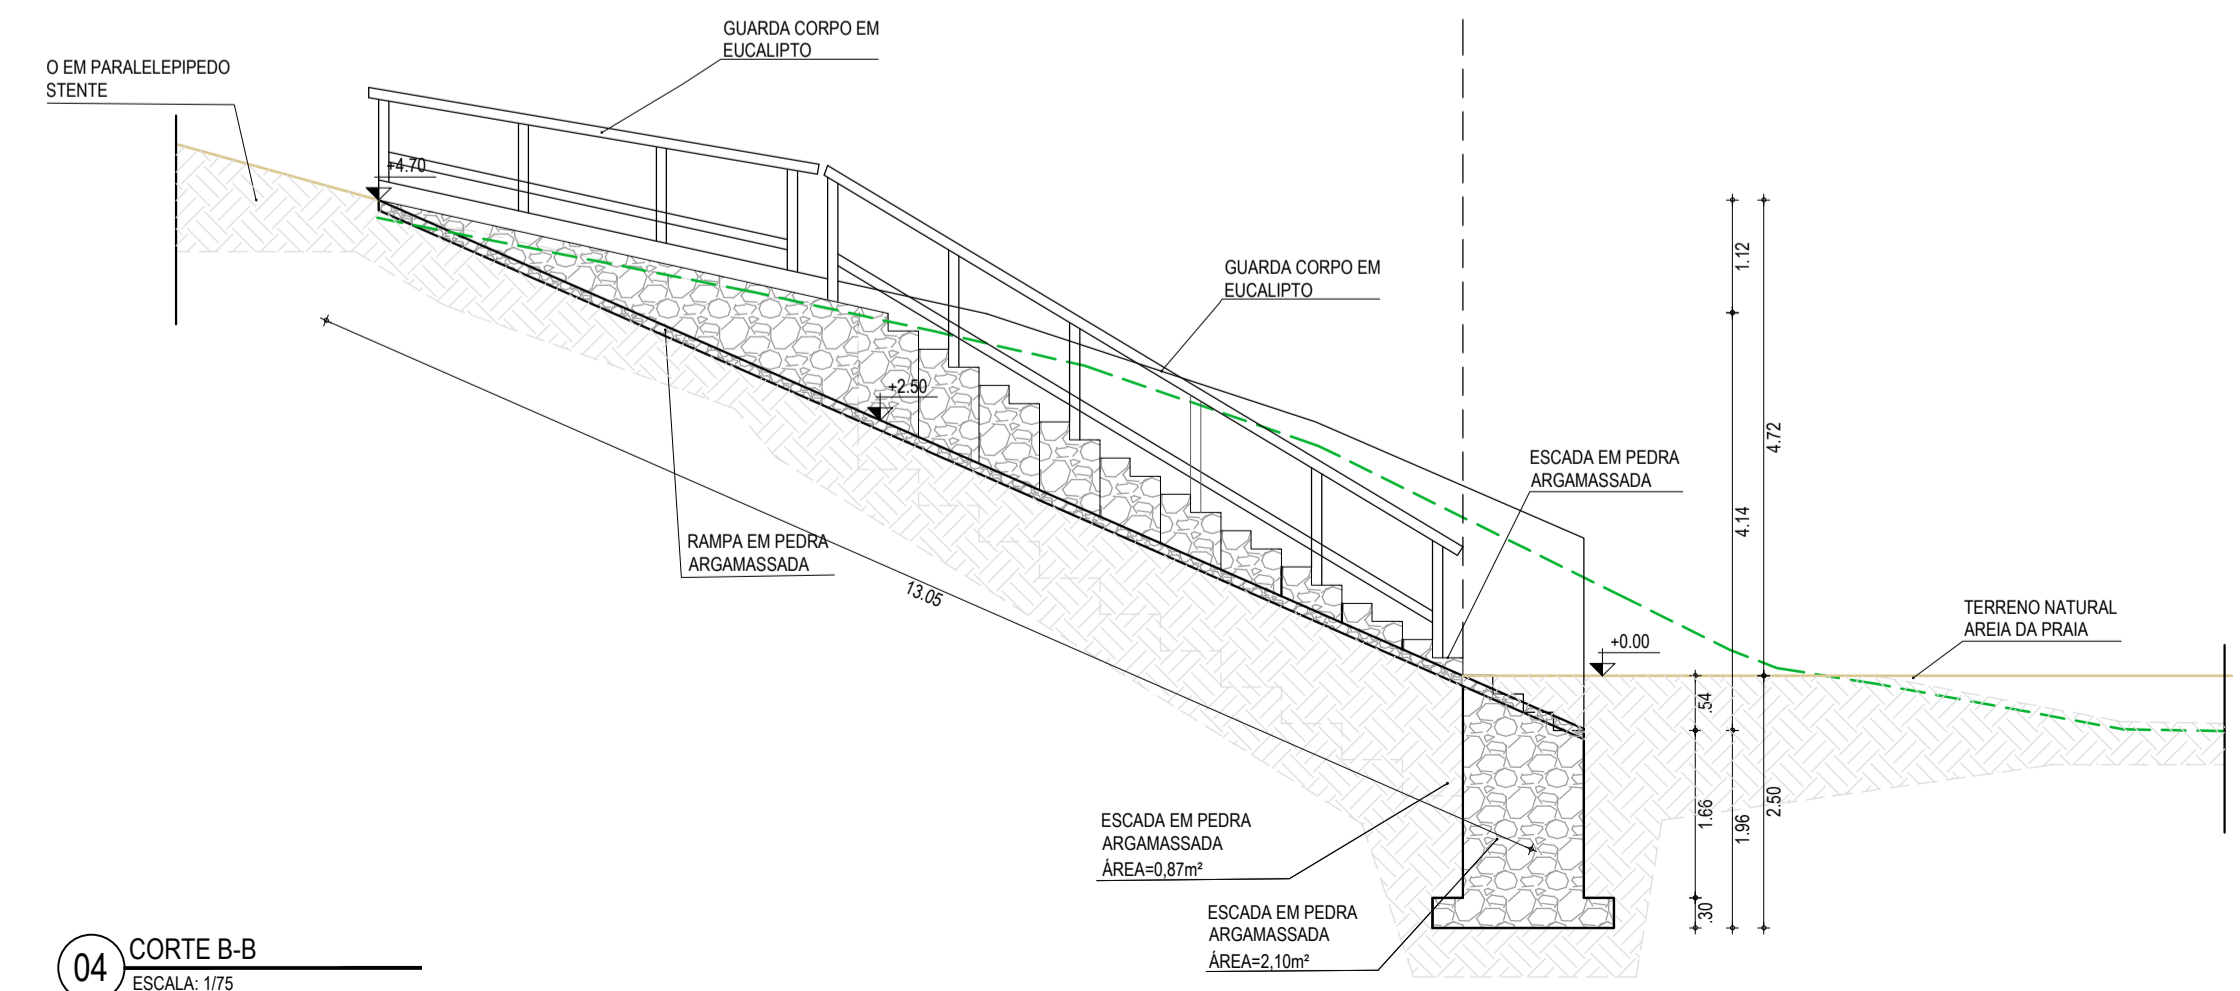 GUARDA CORPO EM
EUCALIPTO
O EM PARALELEPIPEDO
STENTE
+4.70
GUARDA CORPO EM
EUCALIPTO
1.12
+2.50
4.72
ESCADA EM PEDRA
ARGAMASSADA
4.14
RAMPA EM PEDRA
ARGAMASSADA
13.05
TERRENO NATURAL
AREIA DA PRAIA
+0.00
.54
1.66
1.96
2.50
.30
ESCADA EM PEDRA
ARGAMASSADA
ÁREA=0,87m²
ESCADA EM PEDRA
ARGAMASSADA
ÁREA=2,10m²
04
CORTE B-B
ESCALA: 1/75